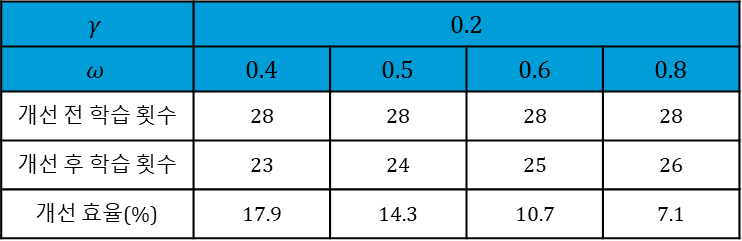 γ 0.2
ω 0.4 0.5 0.6 0.8
개선 전 학습 횟수 28 28 28 28
개선 후 학습 횟수 23 24 25 26
개선 효율(%) 17.9 14.3 10.7 7.1